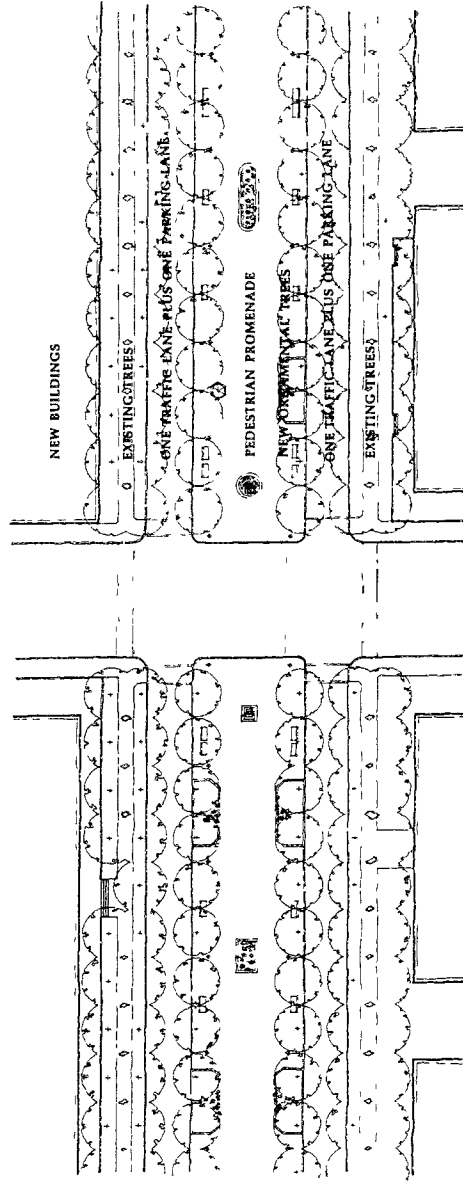 NEW BUILDINGS
EXISTING TREES
ONE TRAFFIC LANE PLUS ONE PARKING LANE
PEDESTRIAN PROMENADE
NEW ORNAMENTAL TREES
ONE TRAFFIC LANE PLUS ONE PARKING LANE
EXISTING TREES